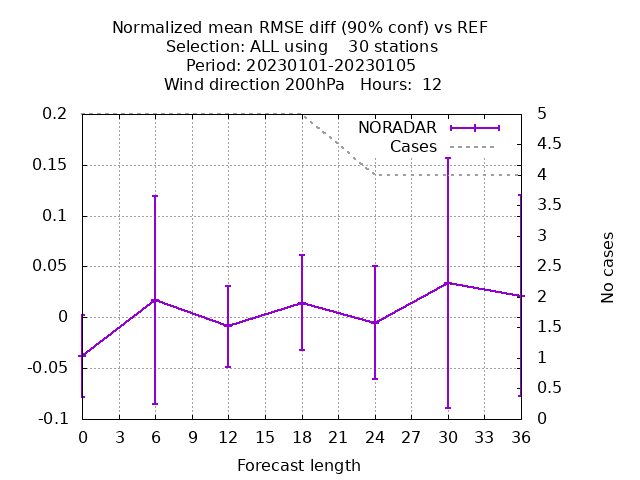 Normalized mean RMSE diff (90% conf) vs REF
Selection: ALL using    30 stations
Period: 20230101-20230105
Wind direction 200hPa   Hours:  12
NORADAR
Cases
0.2
0.15
0.1
0.05
0
-0.05
-0.1
5
4.5
4
3.5
3
2.5
2
1.5
1
0.5
0
No cases
0 3 6 9 12 15 18 21 24 27 30 33 36
Forecast length